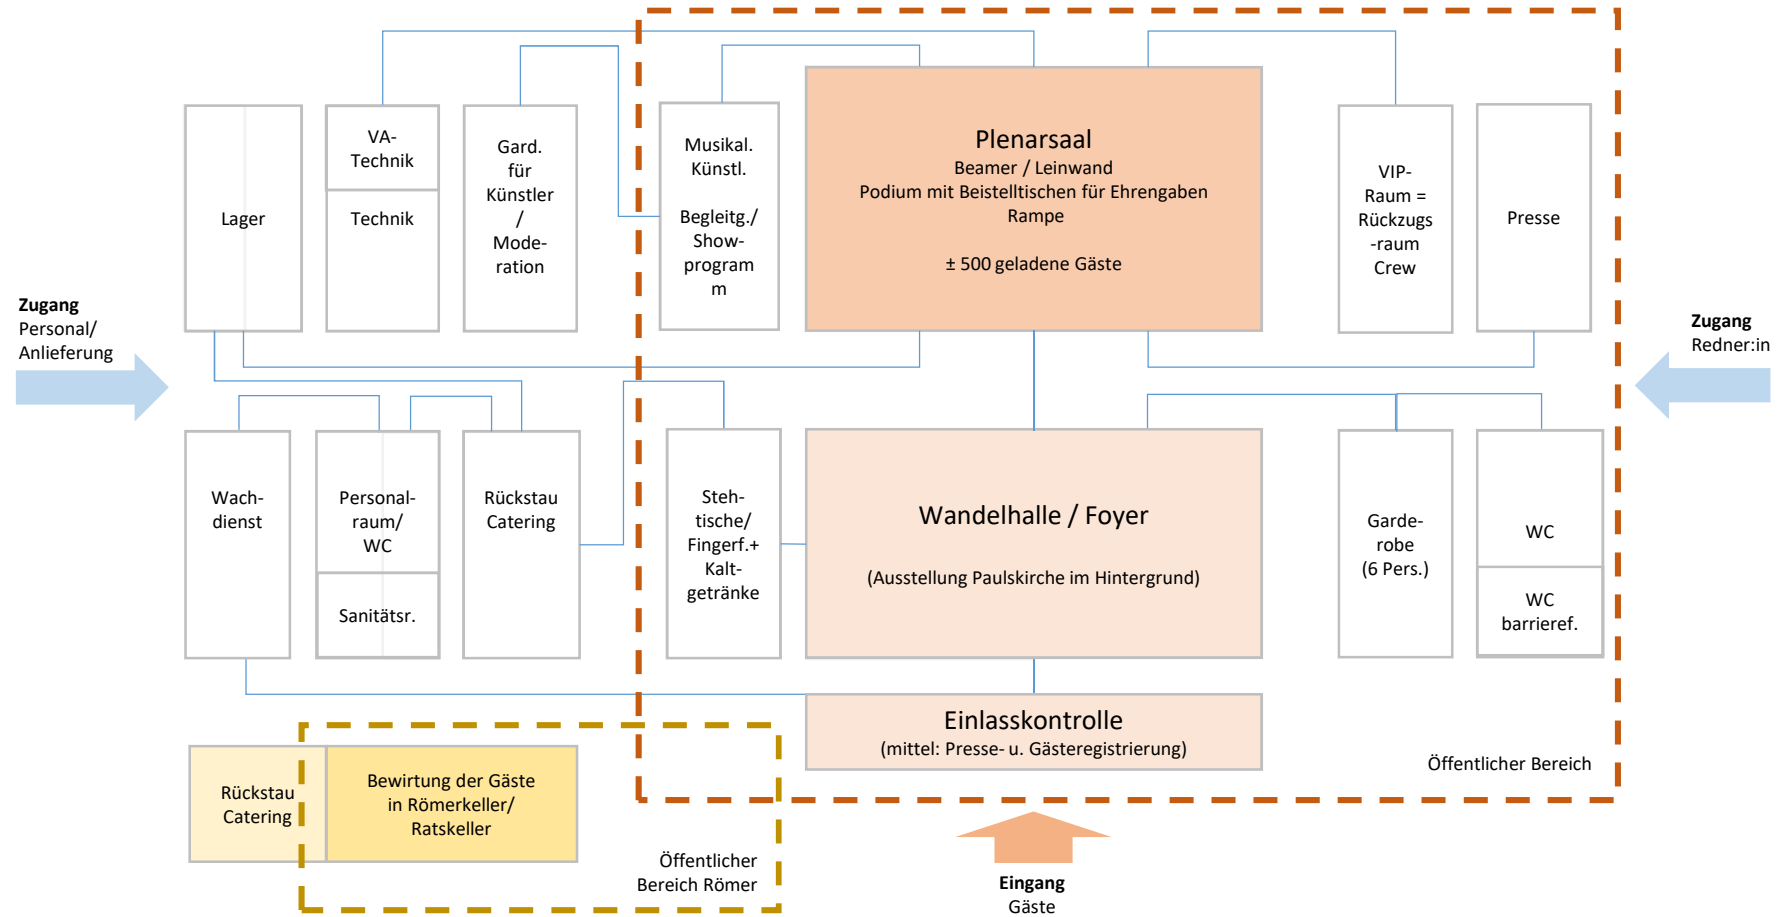 VA-
Technik
Technik
Lager
Gard.
für
Künstler
/
Mode-
ration
Musikal.
Künstl.
Begleitg./
Show-
program
m
Plenarsaal
Beamer / Leinwand
Podium mit Beistelltischen für Ehrengaben
Rampe
± 500 geladene Gäste
VIP-
Raum =
Rückzugs
-raum
Crew
Presse
Zugang
Personal/
Anlieferung
Zugang
Redner:in
Wach-
dienst
Personal-
raum/
WC
Sanitätsr.
Rückstau
Catering
Steh-
tische/
Fingerf.+
Kalt-
getränke
Wandelhalle / Foyer
(Ausstellung Paulskirche im Hintergrund)
Garde-
robe
(6 Pers.)
WC
WC
barrieref.
Einlasskontrolle
(mittel: Presse- u. Gästeregistrierung)
Öffentlicher Bereich
Rückstau
Catering
Bewirtung der Gäste
in Römerkeller/
Ratskeller
Öffentlicher
Bereich Römer
Eingang
Gäste